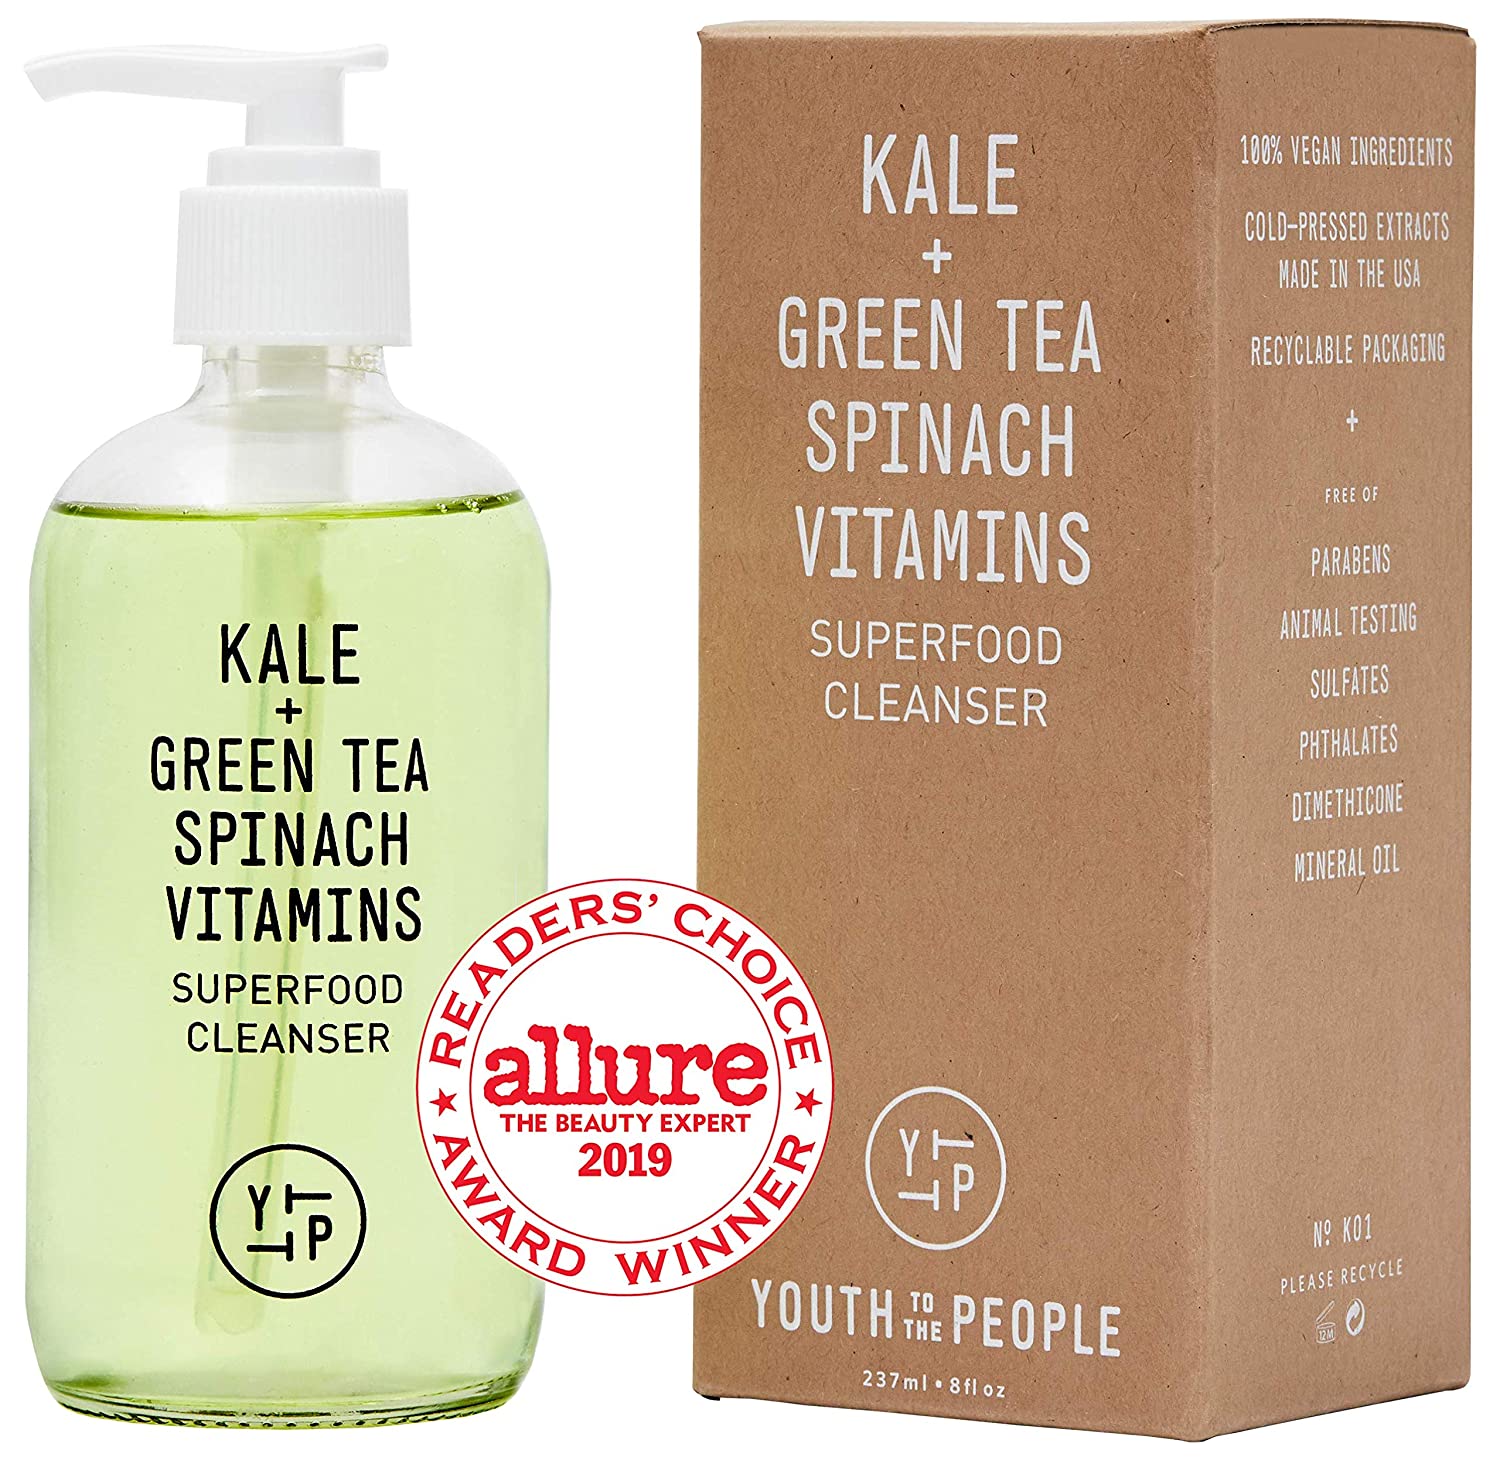 KALE
+
GREEN TEA
SPINACH
VITAMINS
SUPERFOOD
CLEANSER
Y T
T P
READERS' CHOICE
allure
THE BEAUTY EXPERT
2019
AWARD WINNER
KALE
+
GREEN TEA
SPINACH
VITAMINS
SUPERFOOD
CLEANSER
Y T
T P
YOUTH TO THE PEOPLE
237ml • 8fl oz
100% VEGAN INGREDIENTS
COLD-PRESSED EXTRACTS
MADE IN THE USA
RECYCLABLE PACKAGING
+
FREE OF
PARABENS
ANIMAL TESTING
SULFATES
PHTHALATES
DIMETHICONE
MINERAL OIL
Nº K01
PLEASE RECYCLE
12M